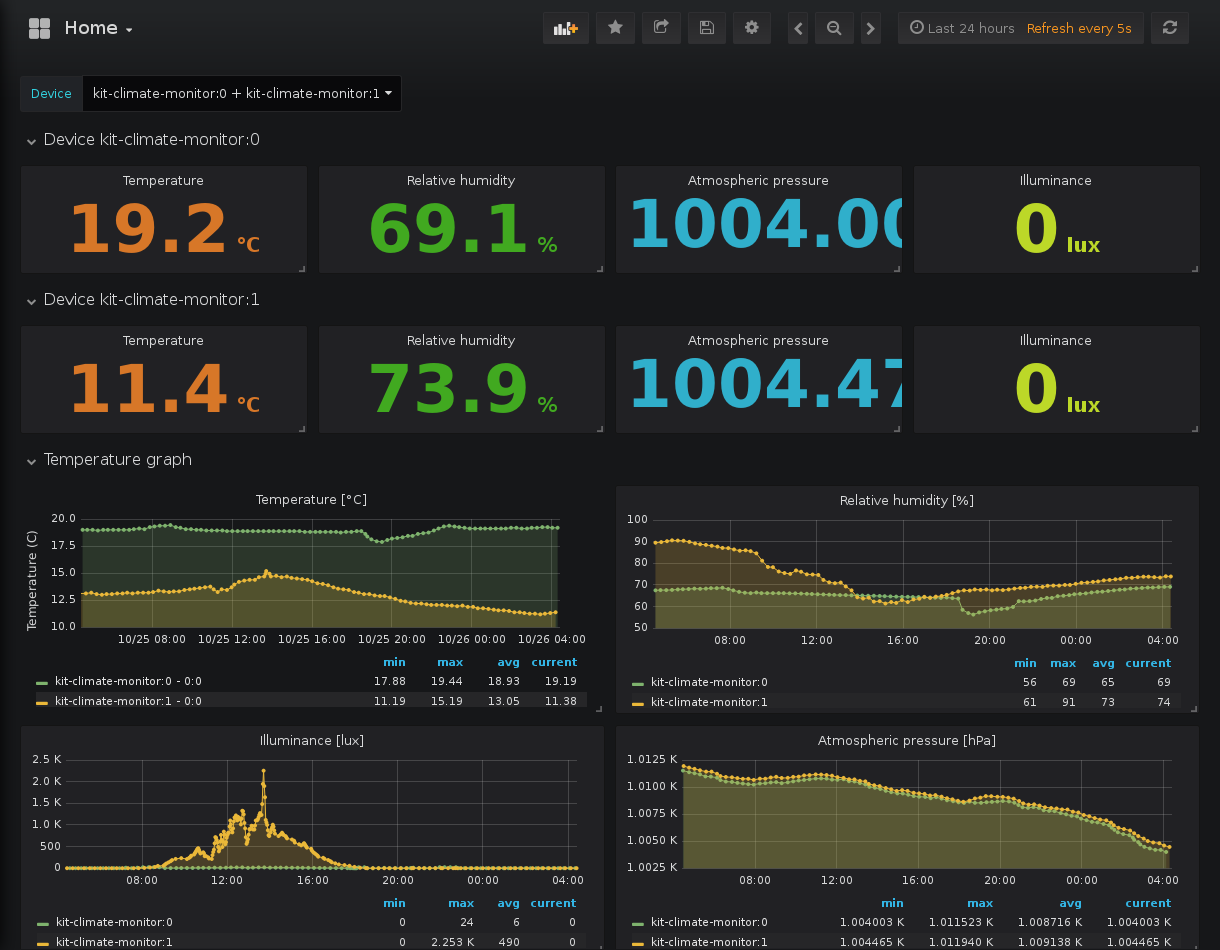 Home
Last 24 hours Refresh every 5s
Device kit-climate-monitor:0 + kit-climate-monitor:1
Device kit-climate-monitor:0
Temperature
19.2 °C
Relative humidity
69.1 %
Atmospheric pressure
1004.00
Illuminance
0 lux
Device kit-climate-monitor:1
Temperature
11.4 °C
Relative humidity
73.9 %
Atmospheric pressure
1004.47
Illuminance
0 lux
Temperature graph
Temperature [°C]
Temperature (C)
20.0
17.5
15.0
12.5
10.0
10/25 08:00 10/25 12:00 10/25 16:00 10/25 20:00 10/26 00:00 10/26 04:00
min max avg current
kit-climate-monitor:0 - 0:0 17.88 19.44 18.93 19.19
kit-climate-monitor:1 - 0:0 11.19 15.19 13.05 11.38
Relative humidity [%]
100
90
80
70
60
50
08:00 12:00 16:00 20:00 00:00 04:00
min max avg current
kit-climate-monitor:0 56 69 65 69
kit-climate-monitor:1 61 91 73 74
Illuminance [lux]
2.5 K
2.0 K
1.5 K
1.0 K
500
0
08:00 12:00 16:00 20:00 00:00 04:00
min max avg current
kit-climate-monitor:0 0 24 6 0
kit-climate-monitor:1 0 2.253 K 490 0
Atmospheric pressure [hPa]
1.0125 K
1.0100 K
1.0075 K
1.0050 K
1.0025 K
08:00 12:00 16:00 20:00 00:00 04:00
min max avg current
kit-climate-monitor:0 1.004003 K 1.011523 K 1.008716 K 1.004003 K
kit-climate-monitor:1 1.004465 K 1.011940 K 1.009138 K 1.004465 K